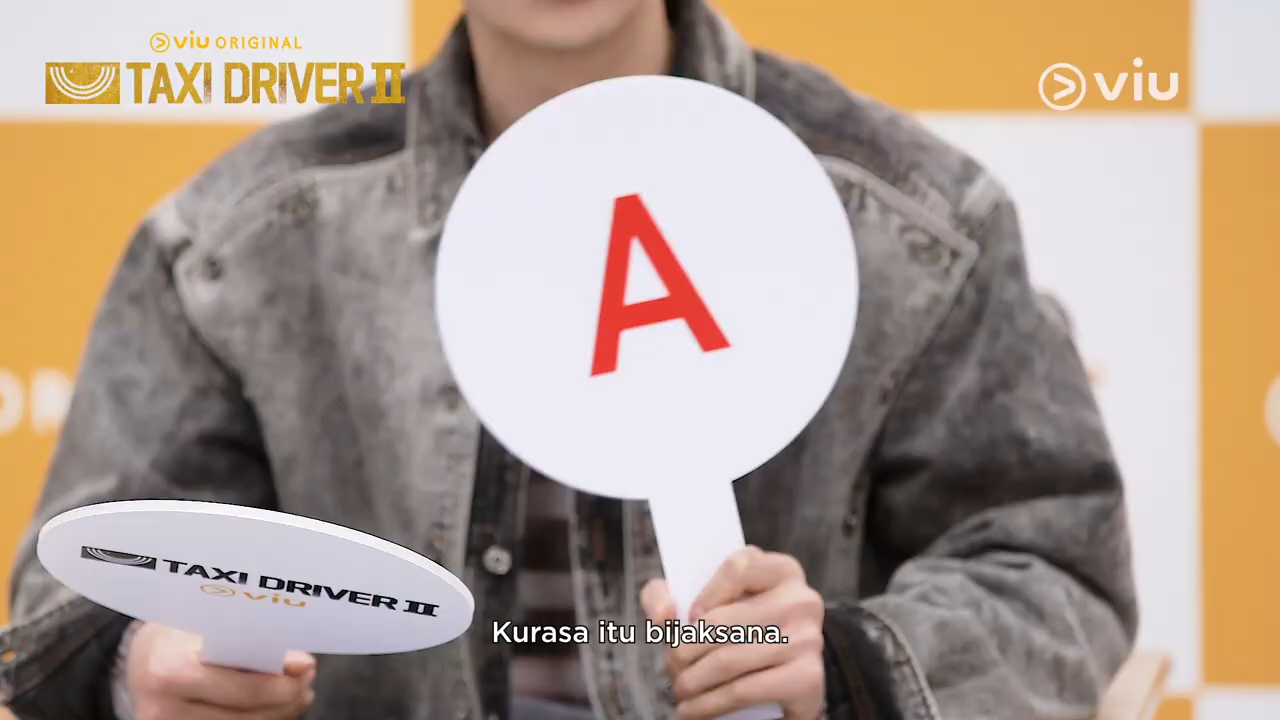 viu ORIGINAL
TAXI DRIVER II
viu
A
TAXI DRIVER II
viu
Kurasa itu bijaksana.